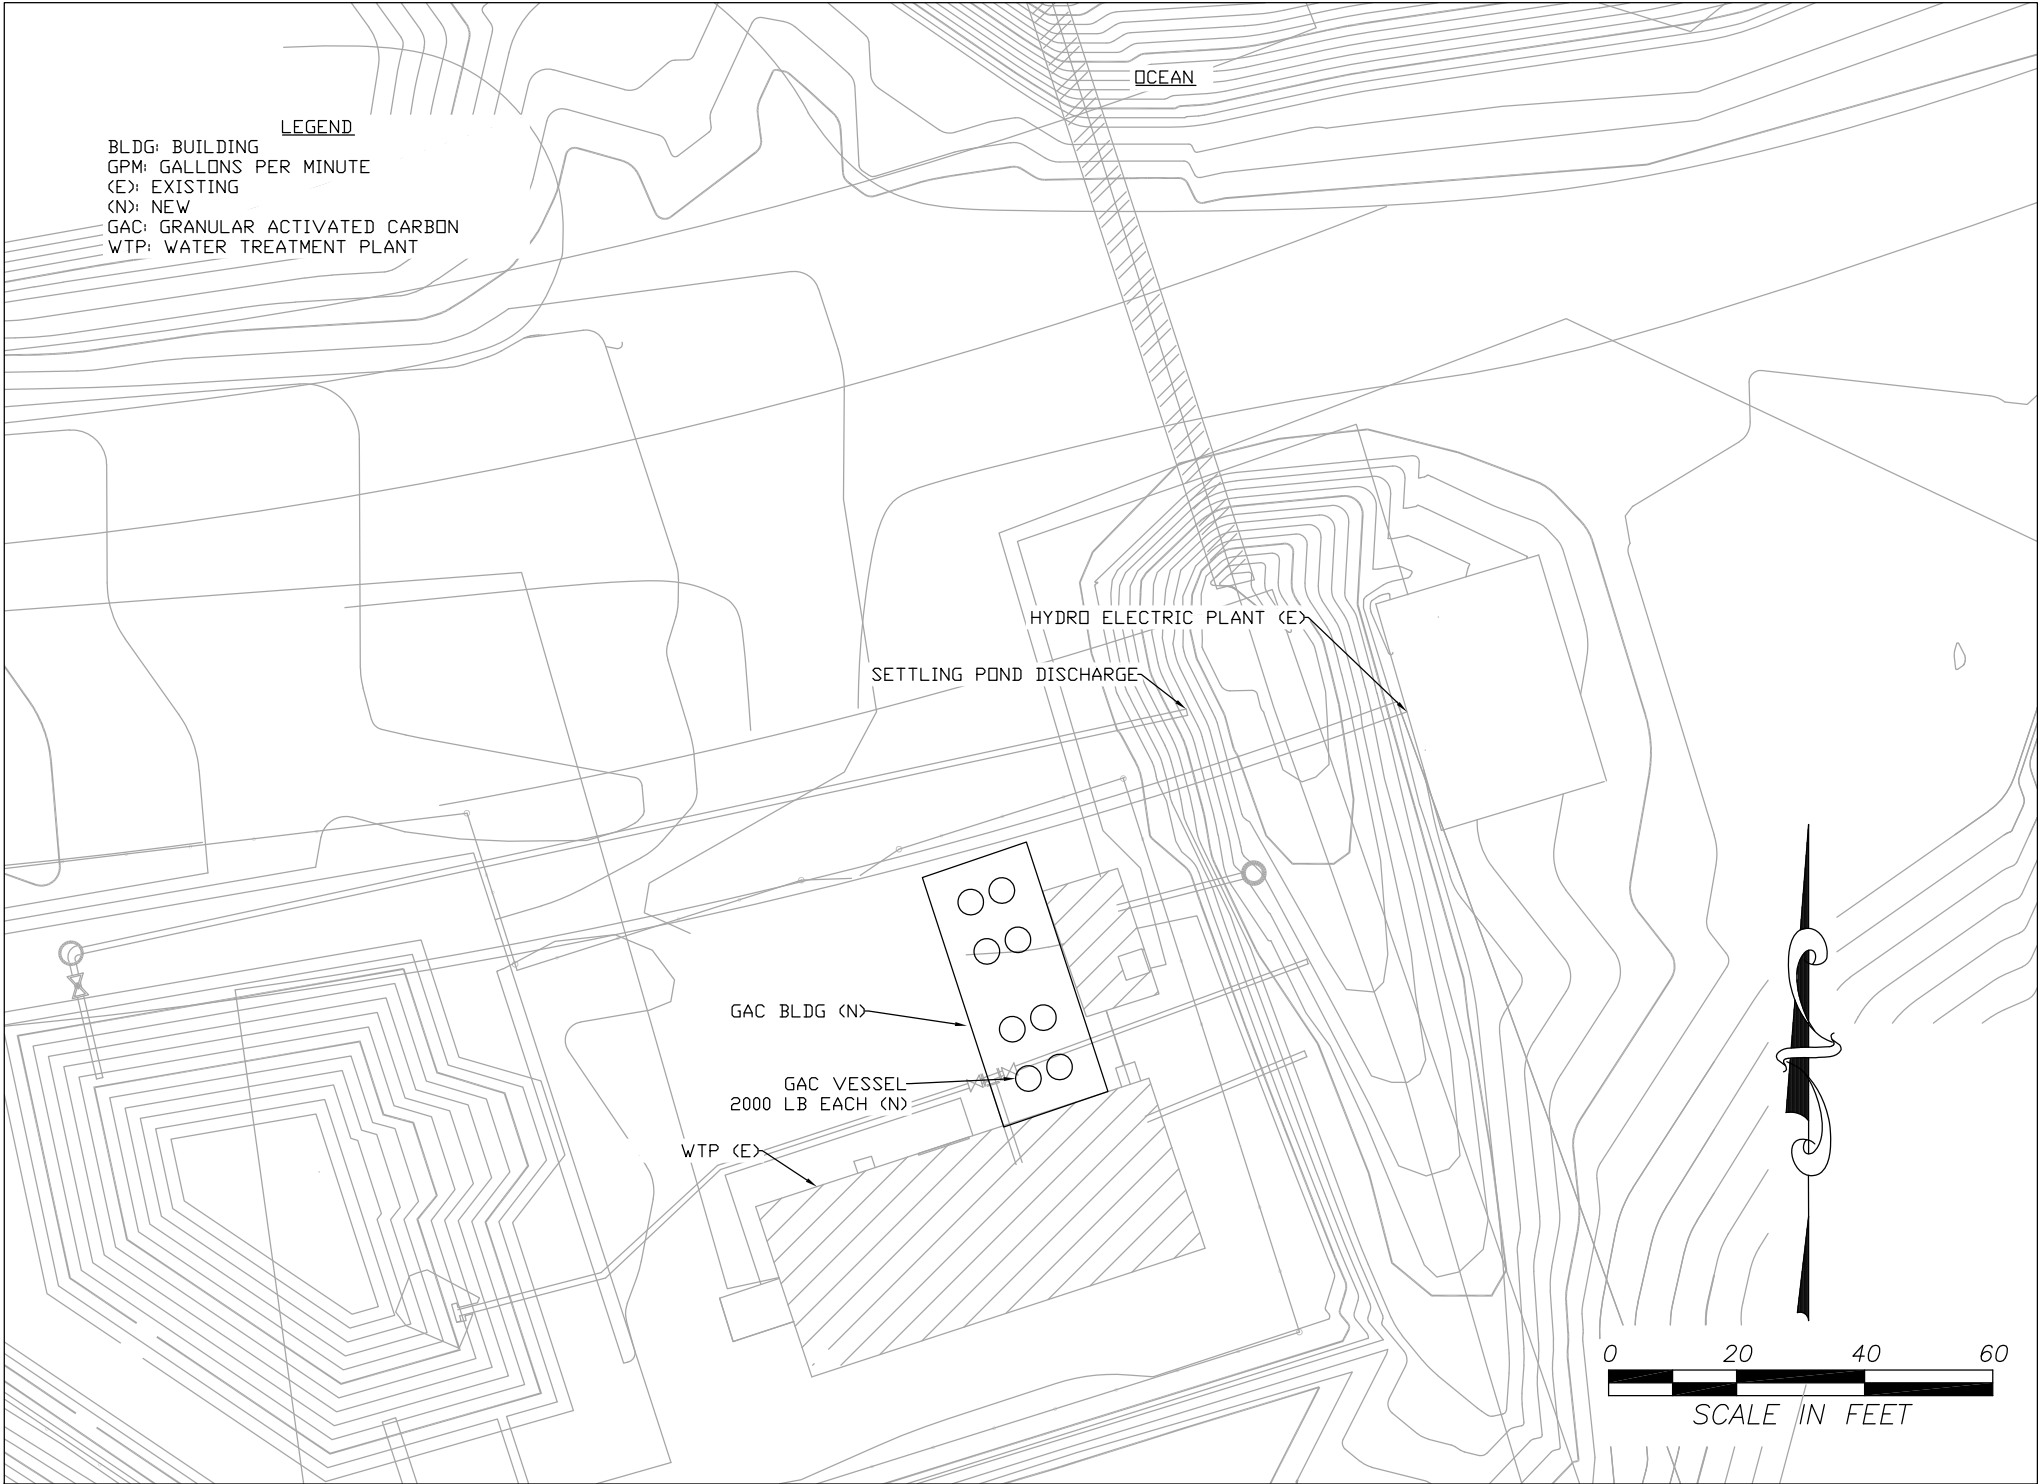 OCEAN
LEGEND
BLDG: BUILDING
GPM: GALLONS PER MINUTE
(E): EXISTING
(N): NEW
GAC: GRANULAR ACTIVATED CARBON
WTP: WATER TREATMENT PLANT
HYDRO ELECTRIC PLANT (E)
SETTLING POND DISCHARGE
GAC BLDG (N)
GAC VESSEL
2000 LB EACH (N)
WTP (E)
0 20 40 60
SCALE IN FEET